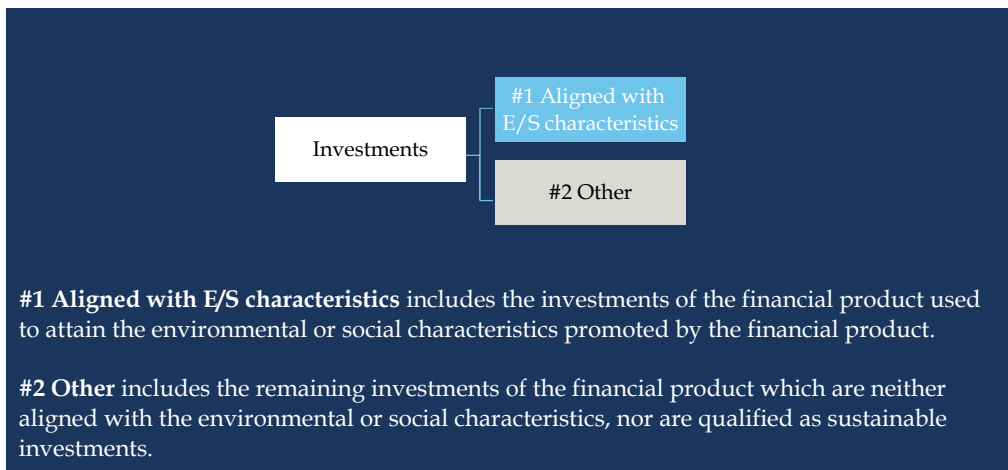 #1 Aligned with
E/S characteristics
Investments
#2 Other
#1 Aligned with E/S characteristics includes the investments of the financial product used
to attain the environmental or social characteristics promoted by the financial product.
#2 Other includes the remaining investments of the financial product which are neither
aligned with the environmental or social characteristics, nor are qualified as sustainable
investments.